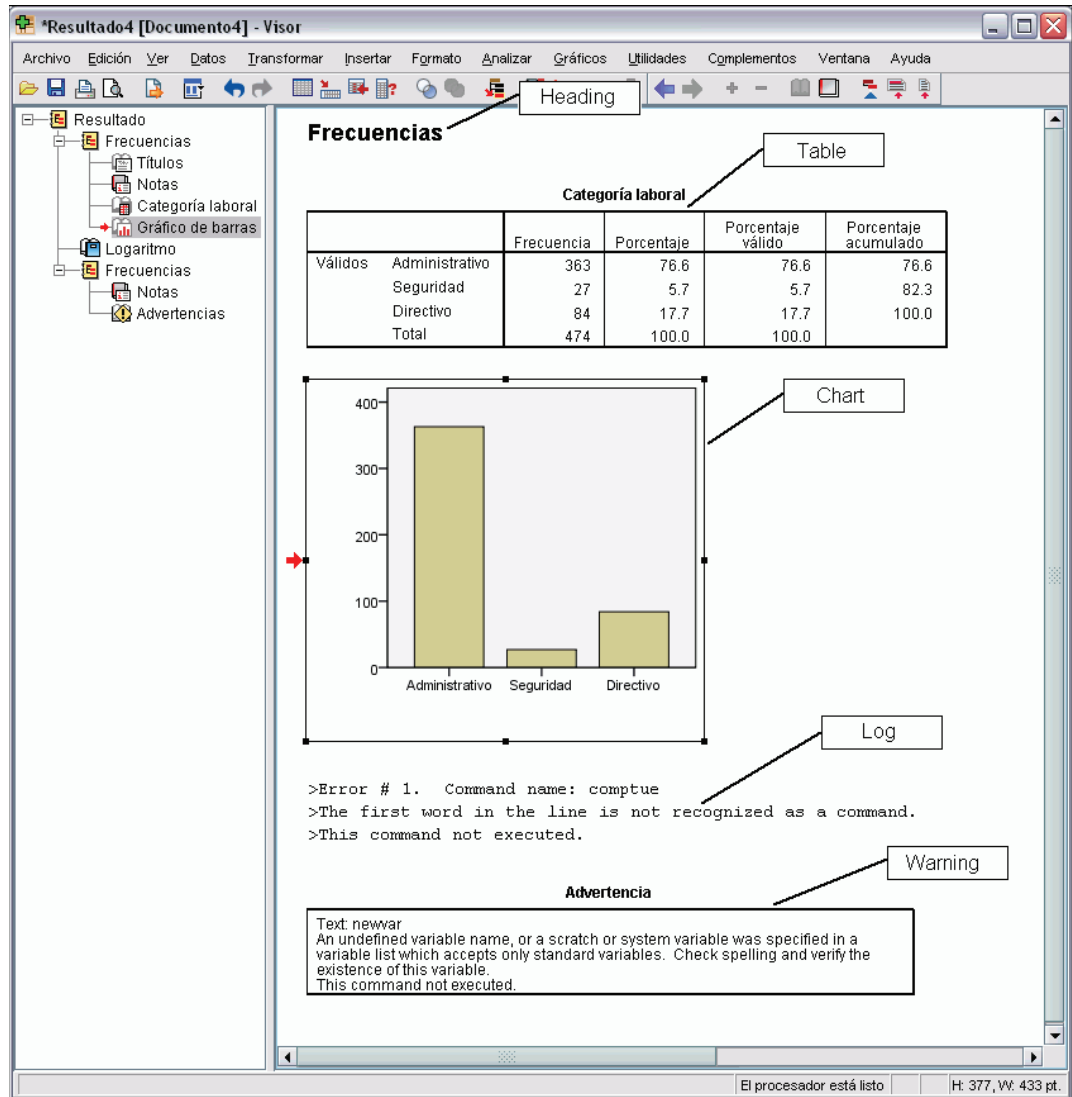 *Resultado4 [Documento4] - Visor
Archivo Edición Ver Datos Transformar Insertar Formato Analizar Gráficos Utilidades Complementos Ventana Ayuda
Heading
Resultado
Frecuencias
Títulos
Notas
Categoría laboral
Gráfico de barras
Logaritmo
Frecuencias
Notas
Advertencias
Frecuencias
Table
Categoría laboral
Frecuencia Porcentaje Porcentaje válido Porcentaje acumulado
Válidos Administrativo 363 76.6 76.6 76.6
Seguridad 27 5.7 5.7 82.3
Directivo 84 17.7 17.7 100.0
Total 474 100.0 100.0
Chart
400
300
200
100
0
Administrativo Seguridad Directivo
Log
>Error # 1. Command name: comptue
>The first word in the line is not recognized as a command.
>This command not executed.
Warning
Advertencia
Text: newvar
An undefined variable name, or a scratch or system variable was specified in a
variable list which accepts only standard variables. Check spelling and verify the
existence of this variable.
This command not executed.
El procesador está listo H: 377, W: 433 pt.